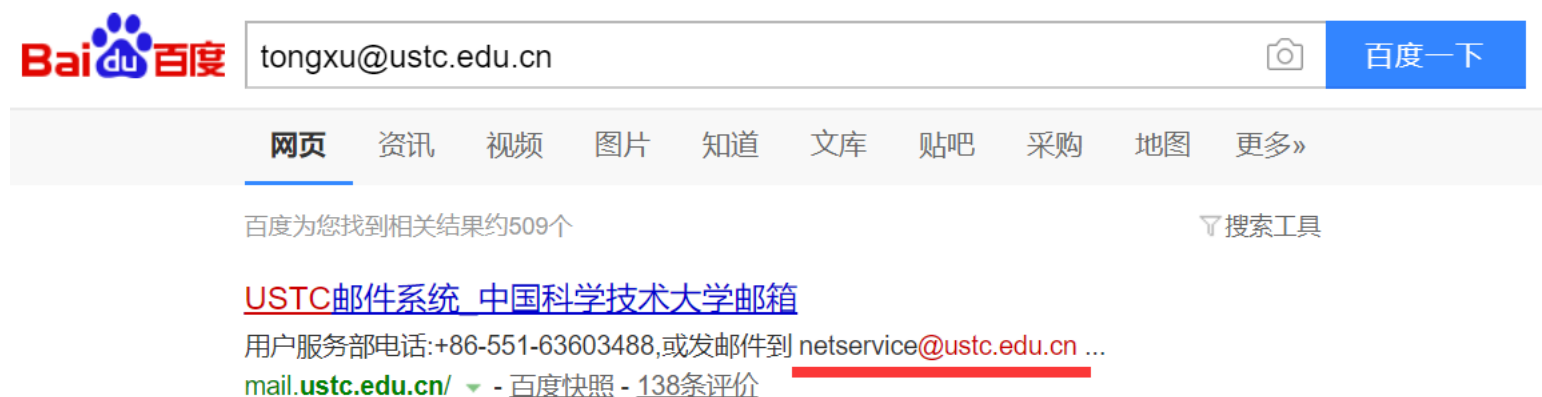 Bai du 百度 tongxu@ustc.edu.cn 百度一下
网页 资讯 视频 图片 知道 文库 贴吧 采购 地图 更多»
百度为您找到相关结果约509个 搜索工具
USTC邮件系统_中国科学技术大学邮箱
用户服务部电话:+86-551-63603488,或发邮件到 netservice@ustc.edu.cn ...
mail.ustc.edu.cn/ - 百度快照 - 138条评价